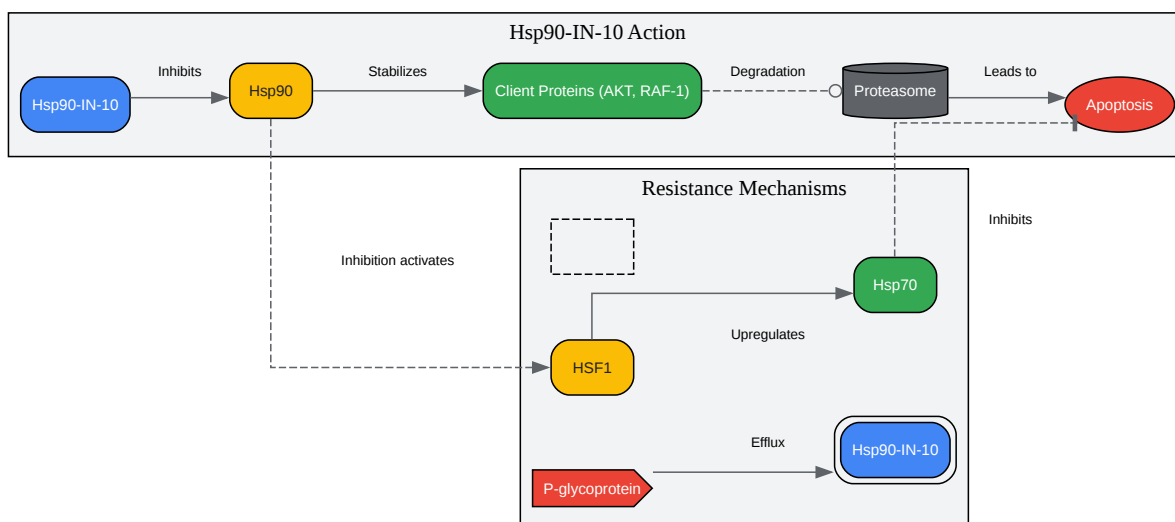 Hsp90-IN-10 Action
Inhibits
Stabilizes
Degradation
Leads to
Hsp90-IN-10
Hsp90
Client Proteins (AKT, RAF-1)
Proteasome
Apoptosis
Resistance Mechanisms
Inhibits
Inhibition activates
Hsp70
Upregulates
HSF1
Efflux
Hsp90-IN-10
P-glycoprotein